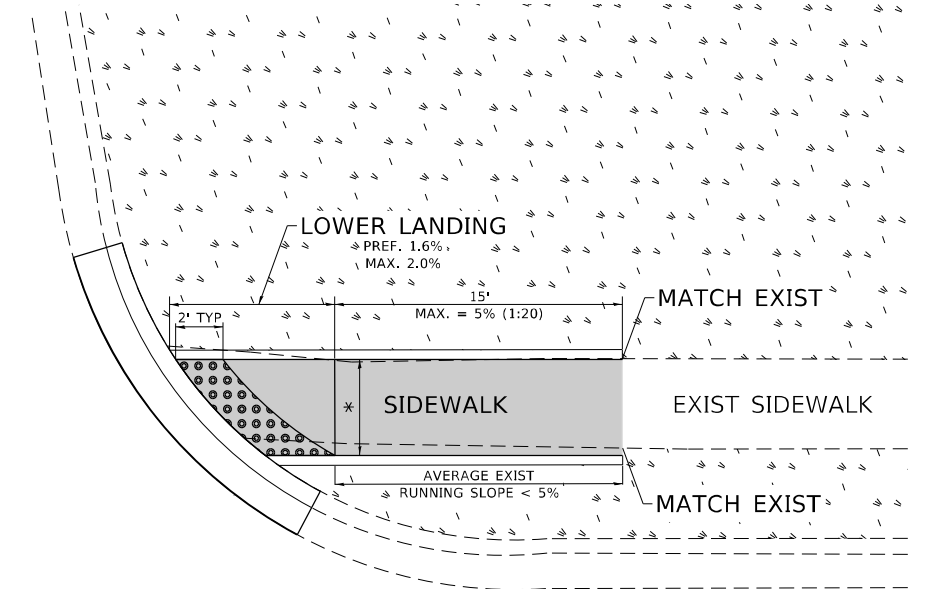 LOWER LANDING
PREF. 1.6%
MAX. 2.0%
15'
MAX. = 5% (1:20)
MATCH EXIST
2' TYP
*
SIDEWALK
EXIST SIDEWALK
AVERAGE EXIST
RUNNING SLOPE < 5%
MATCH EXIST